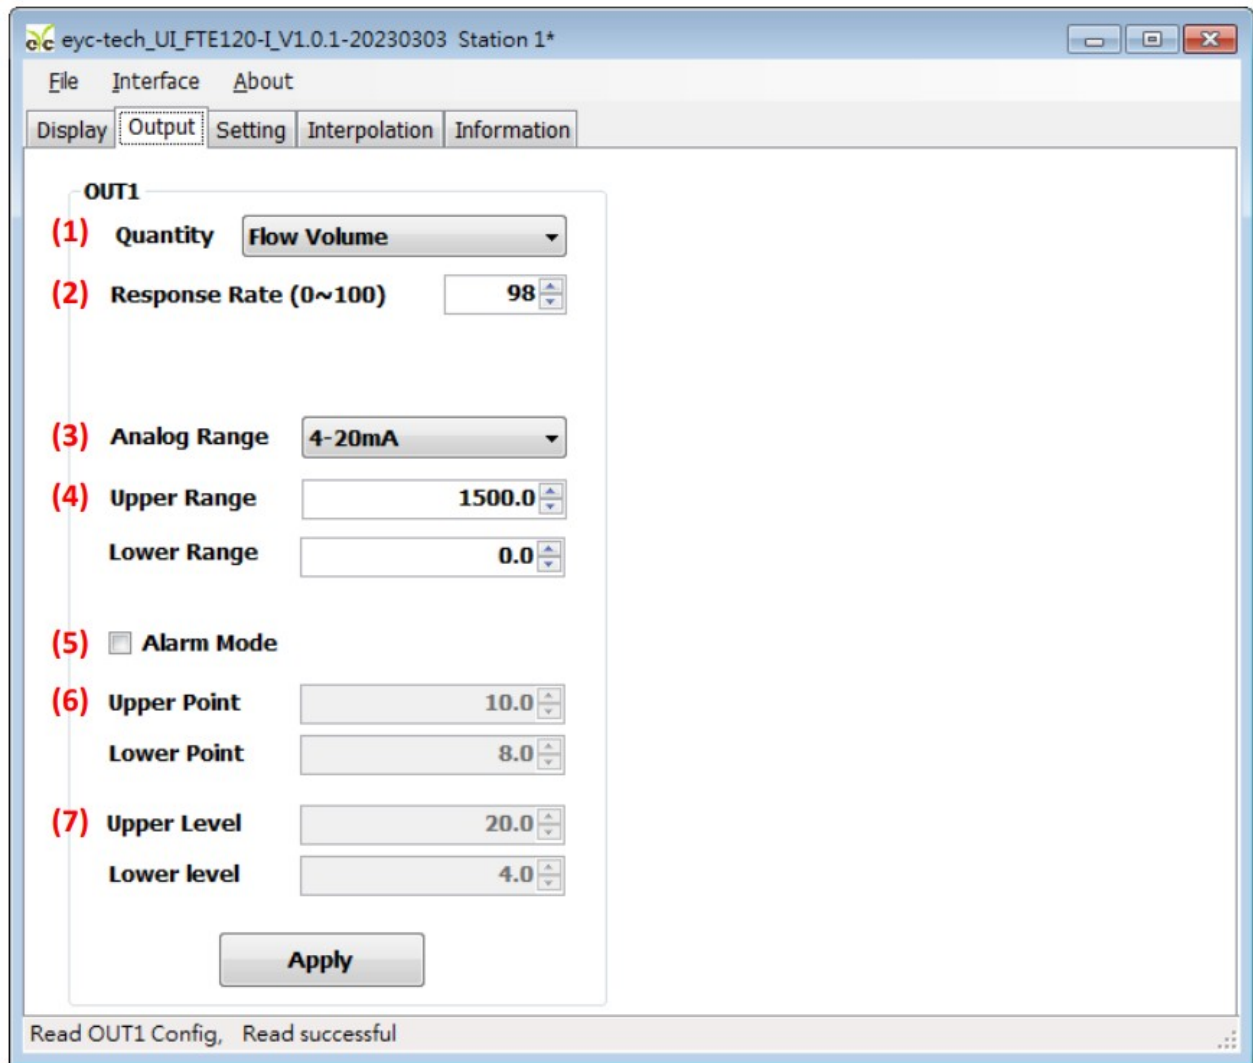 eyc-tech_UI_FTE120-I_V1.0.1-20230303 Station 1*
File Interface About
Display Output Setting Interpolation Information
OUT1
(1) Quantity Flow Volume
(2) Response Rate (0~100) 98
(3) Analog Range 4-20mA
(4) Upper Range 1500.0
Lower Range 0.0
(5) Alarm Mode
(6) Upper Point 10.0
Lower Point 8.0
(7) Upper Level 20.0
Lower level 4.0
Apply
Read OUT1 Config, Read successful